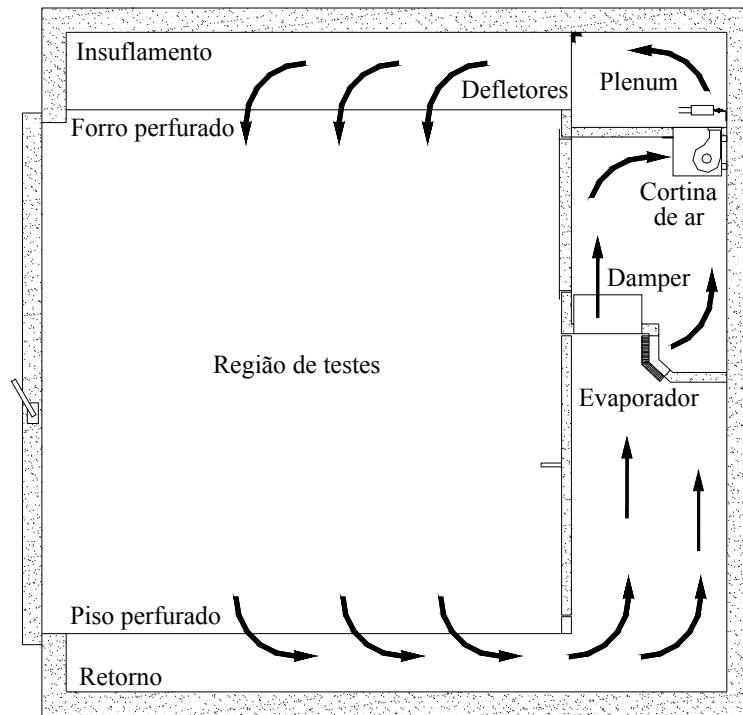 Insuflamento
Defletores
Plenum
Forro perfurado
Cortina
de ar
Damper
Região de testes
Evaporador
Piso perfurado
Retorno